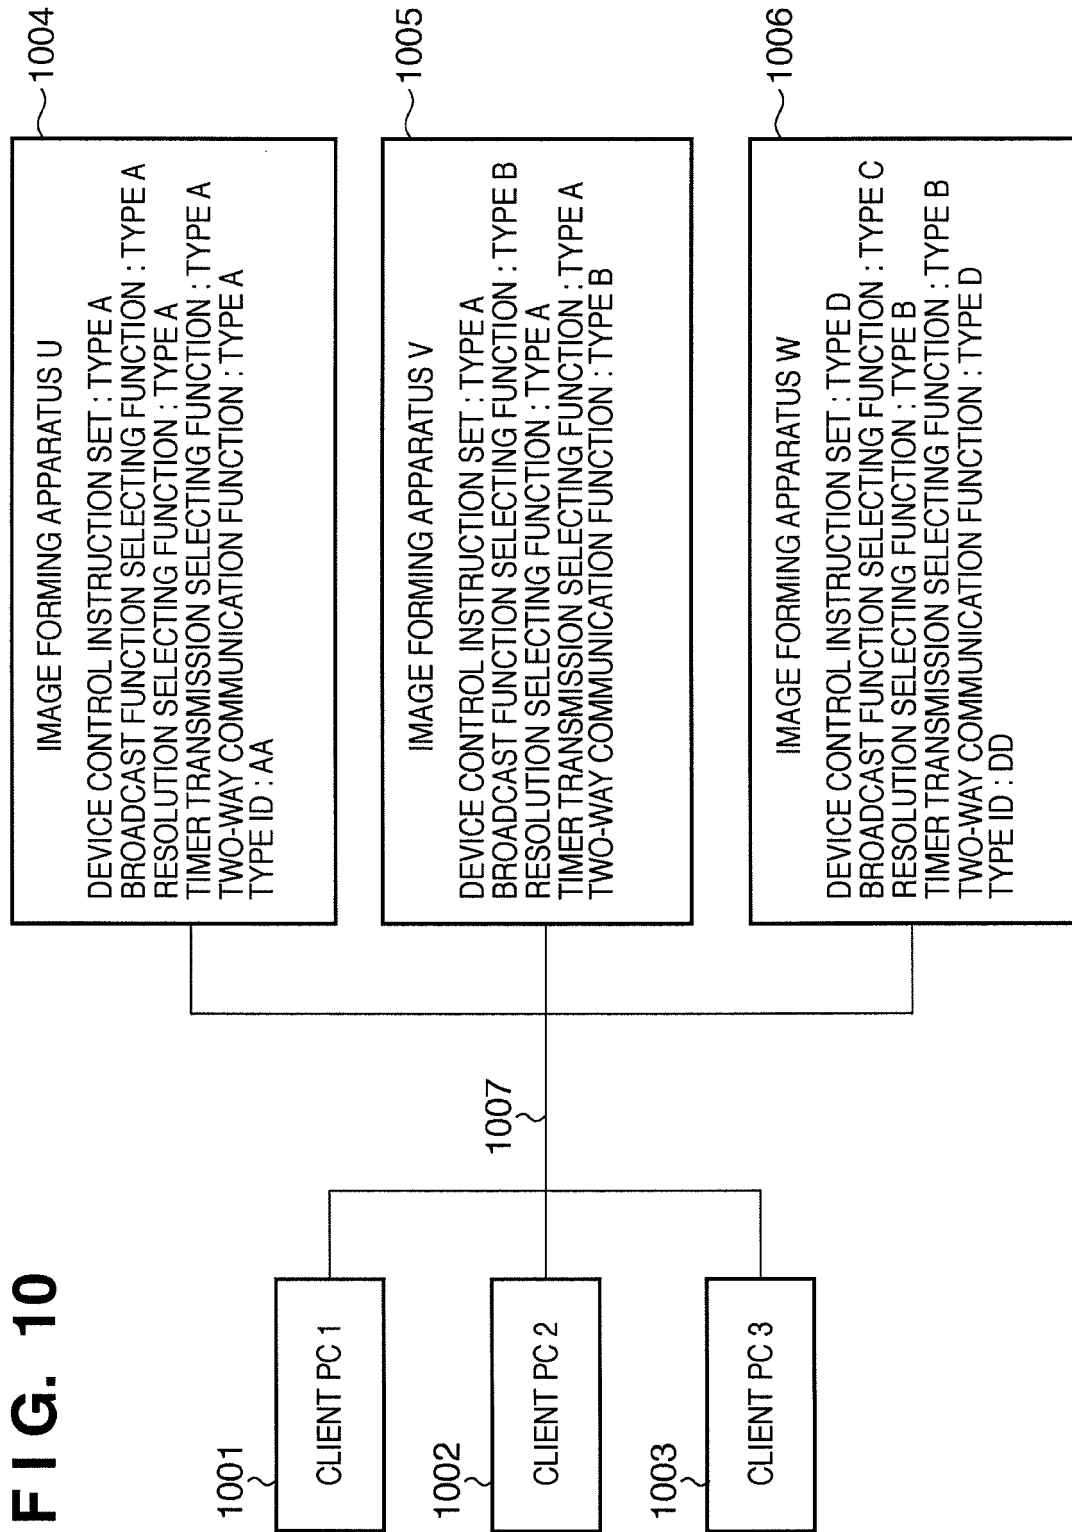 FIG. 10
1001
CLIENT PC 1
1002
CLIENT PC 2
1003
CLIENT PC 3
1007
1004
IMAGE FORMING APPARATUS U
DEVICE CONTROL INSTRUCTION SET : TYPE A
BROADCAST FUNCTION SELECTING FUNCTION : TYPE A
RESOLUTION SELECTING FUNCTION : TYPE A
TIMER TRANSMISSION SELECTING FUNCTION : TYPE A
TWO-WAY COMMUNICATION FUNCTION : TYPE A
TYPE ID : AA
1005
IMAGE FORMING APPARATUS V
DEVICE CONTROL INSTRUCTION SET : TYPE A
BROADCAST FUNCTION SELECTING FUNCTION : TYPE B
RESOLUTION SELECTING FUNCTION : TYPE A
TIMER TRANSMISSION SELECTING FUNCTION : TYPE A
TWO-WAY COMMUNICATION FUNCTION : TYPE B
1006
IMAGE FORMING APPARATUS W
DEVICE CONTROL INSTRUCTION SET : TYPE D
BROADCAST FUNCTION SELECTING FUNCTION : TYPE C
RESOLUTION SELECTING FUNCTION : TYPE B
TIMER TRANSMISSION SELECTING FUNCTION : TYPE B
TWO-WAY COMMUNICATION FUNCTION : TYPE D
TYPE ID : DD